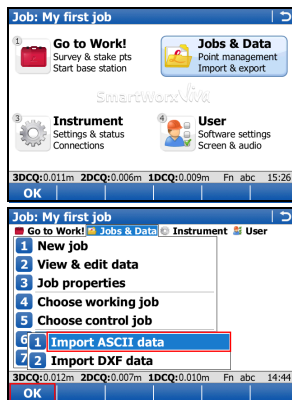 Job: My first job
1 Go to Work!
Survey & stake pts
Start base station
Jobs & Data
Point management
Import & export
SmartWorx Viva
3 Instrument
Settings & status
Connections
4 User
Software settings
Screen & audio
3DCQ:0.011m 2DCQ:0.006m 1DCQ:0.009m Fn abc 15:26
OK
Job: My first job
Go to Work! Jobs & Data Instrument User
1 New job
2 View & edit data
3 Job properties
4 Choose working job
5 Choose control job
6 1 Import ASCII data
7 2 Import DXF data
3DCQ:0.012m 2DCQ:0.007m 1DCQ:0.010m Fn abc 14:44
OK